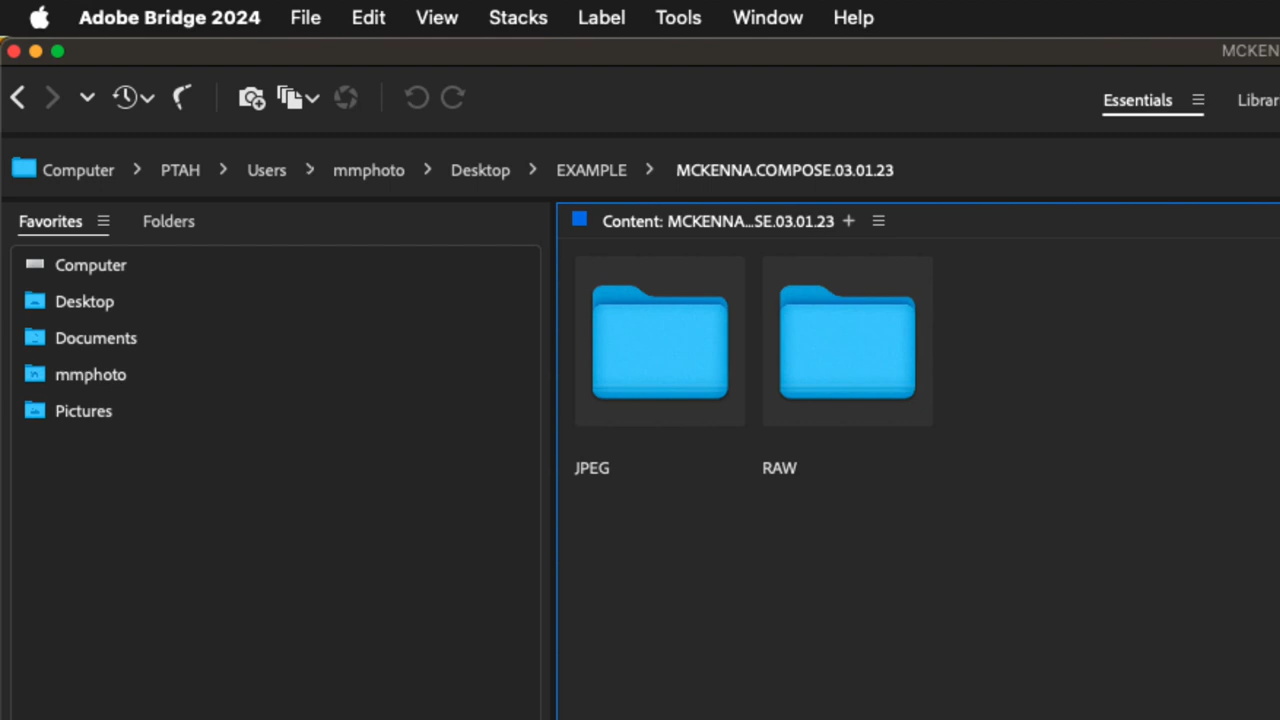 Adobe Bridge 2024 File Edit View Stacks Label Tools Window Help
MCKEN
Essentials Librar
Computer PTAH Users mmphoto Desktop EXAMPLE MCKENNA.COMPOSE.03.01.23
Favorites Folders
Content: MCKENNA...SE.03.01.23
Computer
Desktop
Documents
mmphoto
Pictures
JPEG RAW